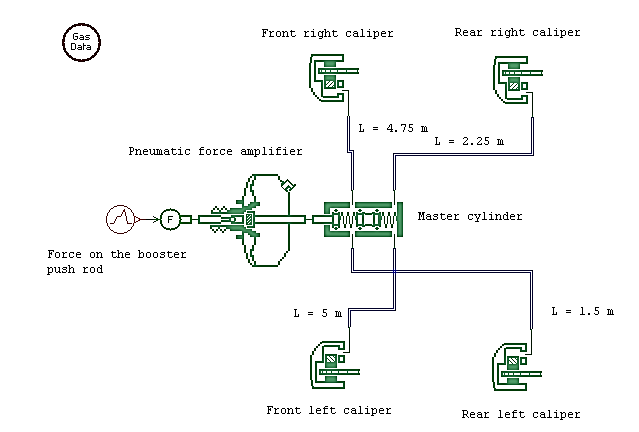 Gas
Data
Front right caliper
Rear right caliper
L = 4.75 m
L = 2.25 m
Pneumatic force amplifier
F
Master cylinder
Force on the booster
push rod
L = 5 m
L = 1.5 m
Front left caliper
Rear left caliper